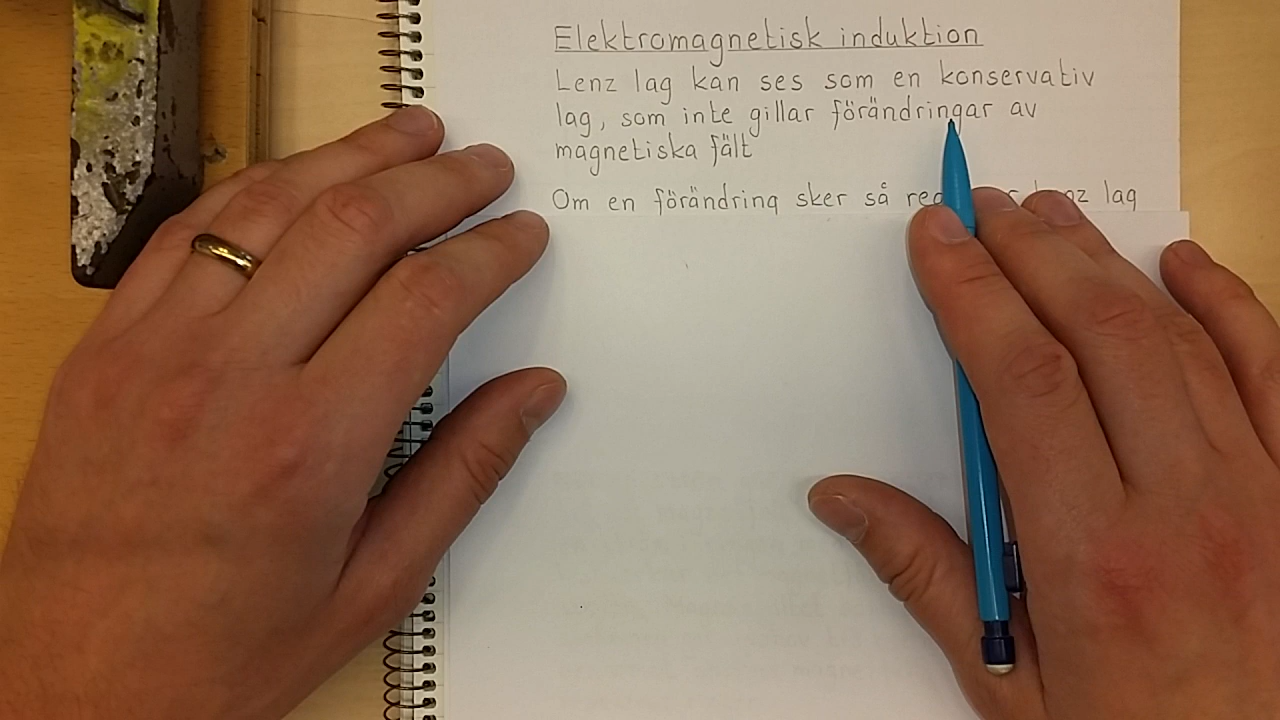 Elektromagnetisk induktion
Lenz lag kan ses som en konservativ
lag, som inte gillar förändringar av
magnetiska fält
Om en förändring sker så lag